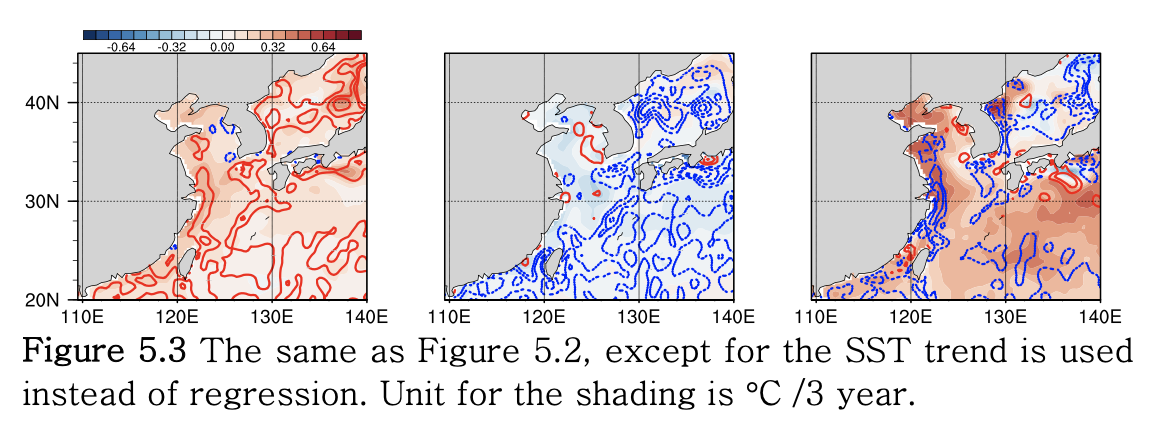 -0.64 -0.32 0.00 0.32 0.64
40N
30N
20N
110E 120E 130E 140E 110E 120E 130E 140E 110E 120E 130E 140E
Figure 5.3 The same as Figure 5.2, except for the SST trend is used
instead of regression. Unit for the shading is °C /3 year.